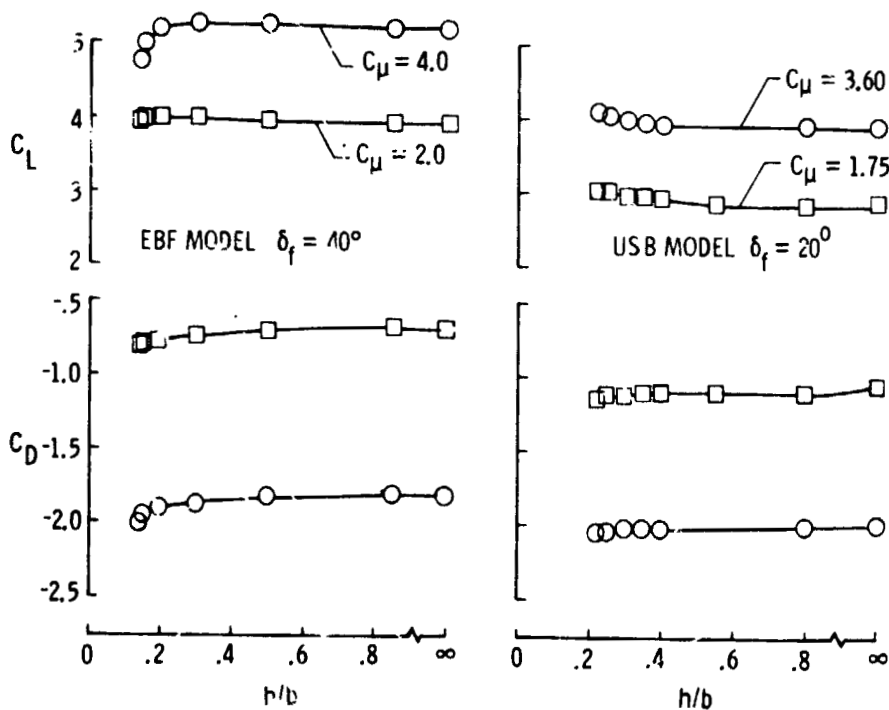 5
4
C_L
3
2
C_μ = 4.0
C_μ = 2.0
EBF MODEL δ_f = 40°
C_μ = 3.60
C_μ = 1.75
USB MODEL δ_f = 20°
-.5
-1.0
C_D
-1.5
-2.0
-2.5
0 .2 .4 .6 .8 ∞
h/b
0 .2 .4 .6 .8 ∞
h/b